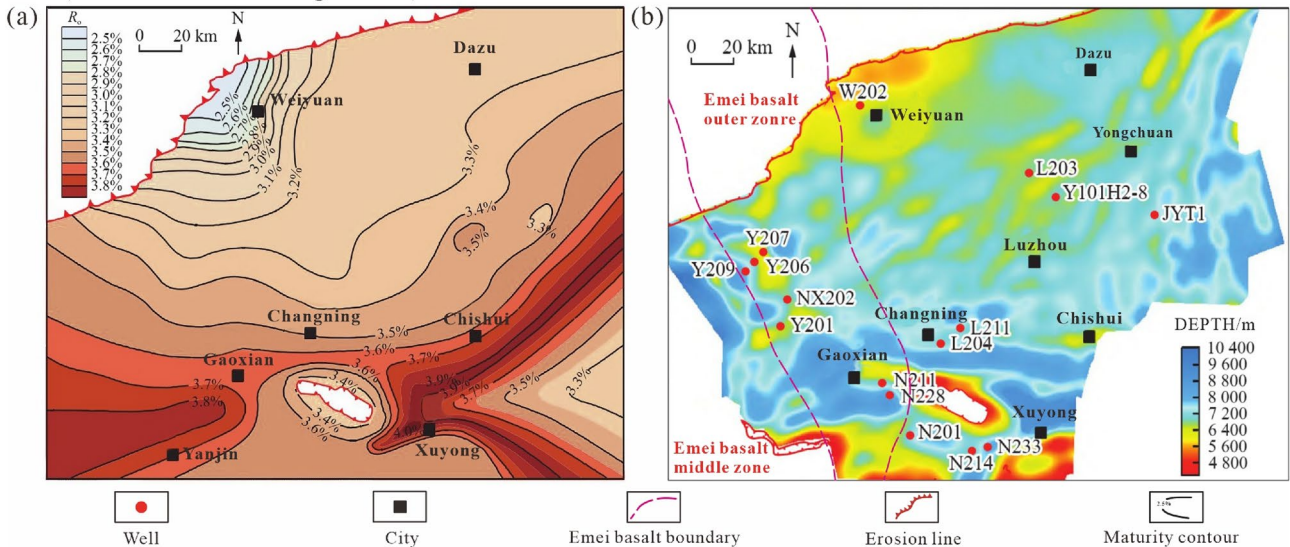 (a)
Ro
2.5%
2.6%
2.7%
2.8%
2.9%
3.0%
3.1%
3.2%
3.3%
3.4%
3.5%
3.6%
3.7%
3.8%
N
0 20 km
Dazu
Weiyuan
2.5%
2.6%
2.7%
2.8%
2.9%
3.0%
3.1%
3.2%
3.3%
3.4%
3.5%
3.3%
Changning
3.5%
Chishui
3.6%
3.6%
3.7%
Gaoxian
3.4%
3.9%
3.7%
3.5%
3.3%
3.7%
3.8%
3.4%
3.6%
4.0%
Yanjin
Xuyong
(b)
0 20 km
N
Dazu
Emei basalt
outer zonre
W202
Weiyuan
Yongchuan
L203
Y101H2-8
JYT1
Y207
Y206
Y209
Luzhou
NX202
Y201
Changning
L211
L204
Chishui
Gaoxian
N211
N228
Xuyong
N201
N233
N214
Emei basalt
middle zone
DEPTH/m
10 400
9 600
8 800
8 000
7 200
6 400
5 600
4 800
Well
City
Emei basalt boundary
Erosion line
2.6%
Maturity contour